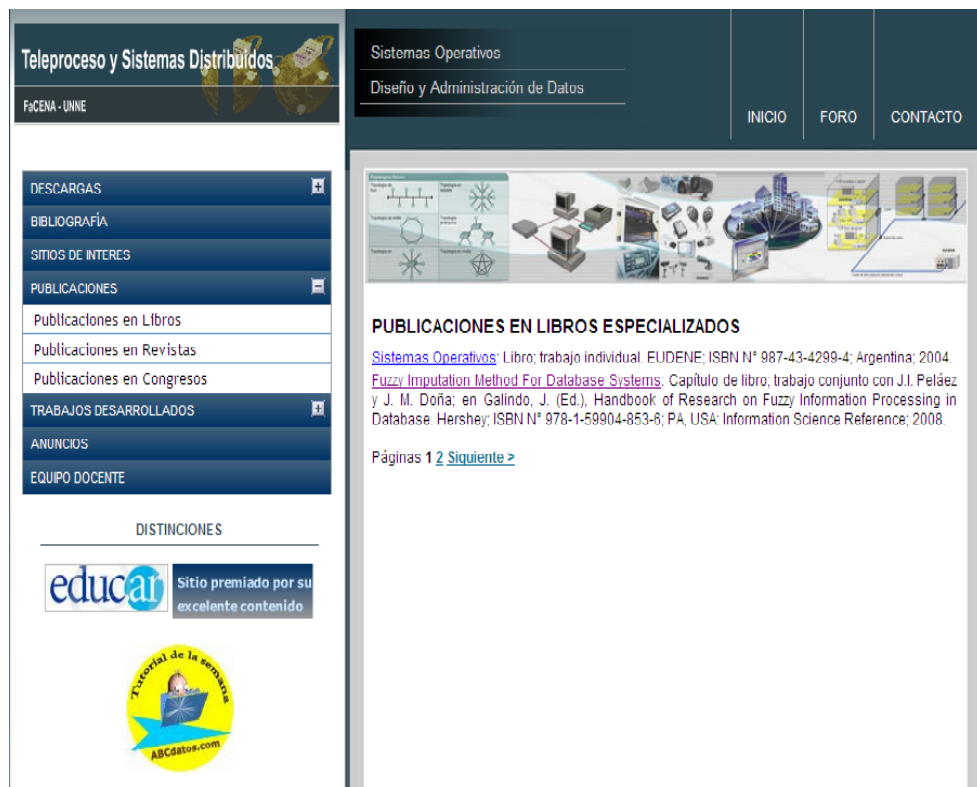 Teleproceso y Sistemas Distribuidos
FaCENA - UNNE
Sistemas Operativos
Diseño y Administración de Datos
INICIO
FORO
CONTACTO
DESCARGAS
BIBLIOGRAFÍA
SITIOS DE INTERES
PUBLICACIONES
Publicaciones en Libros
Publicaciones en Revistas
Publicaciones en Congresos
TRABAJOS DESARROLLADOS
ANUNCIOS
EQUIPO DOCENTE
DISTINCIONES
educar
Sitio premiado por su
excelente contenido
Tutorial de la semana
ABCdatos.com
PUBLICACIONES EN LIBROS ESPECIALIZADOS
Sistemas Operativos: Libro; trabajo individual. EUDENE; ISBN N° 987-43-4299-4; Argentina; 2004.
Fuzzy Imputation Method For Database Systems: Capítulo de libro; trabajo conjunto con J.I. Peláez
y J. M. Doña; en Galindo, J. (Ed.), Handbook of Research on Fuzzy Information Processing in
Database. Hershey; ISBN N° 978-1-59904-853-6; PA, USA: Information Science Reference; 2008.
Páginas 1 2 Siguiente >